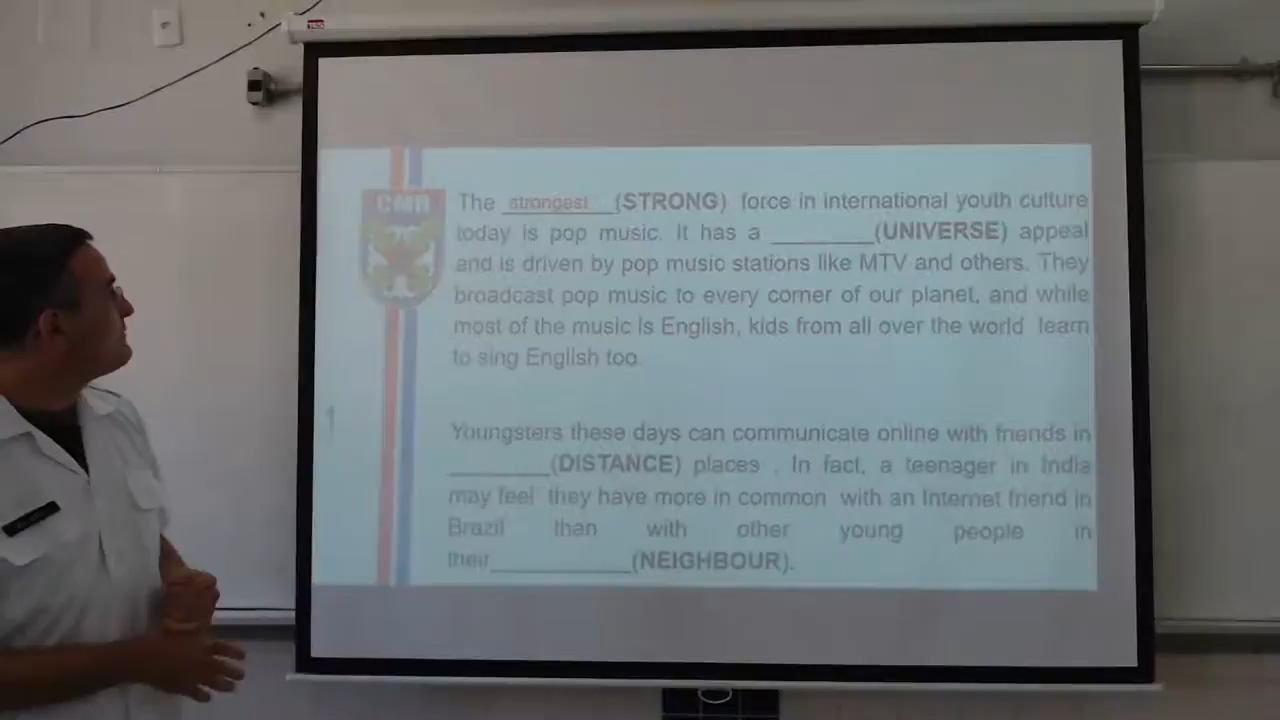 CMR
The strongest (STRONG) force in international youth culture
today is pop music. It has a ________(UNIVERSE) appeal
and is driven by pop music stations like MTV and others. They
broadcast pop music to every corner of our planet, and while
most of the music is English, kids from all over the world learn
to sing English too.
Youngsters these days can communicate online with friends in
________(DISTANCE) places . In fact, a teenager in India
may feel they have more in common with an Internet friend in
Brazil than with other young people in
their___________(NEIGHBOUR).